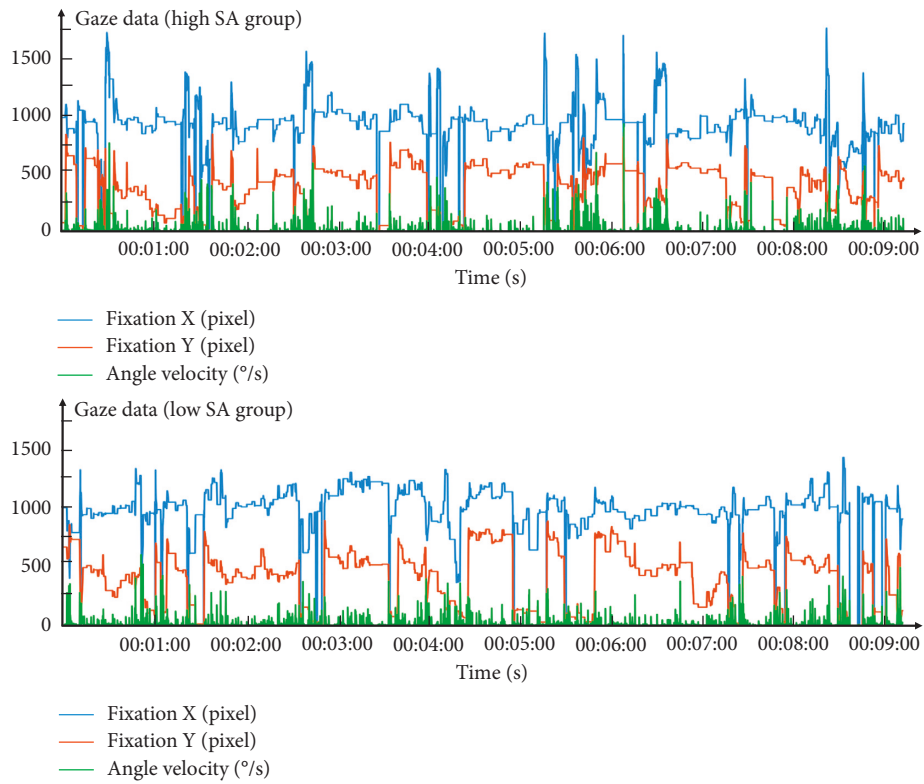 Gaze data (high SA group)
1500
1000
500
0
00:01:00 00:02:00 00:03:00 00:04:00 00:05:00 00:06:00 00:07:00 00:08:00 00:09:00
Time (s)
Fixation X (pixel)
Fixation Y (pixel)
Angle velocity (°/s)
Gaze data (low SA group)
1500
1000
500
0
00:01:00 00:02:00 00:03:00 00:04:00 00:05:00 00:06:00 00:07:00 00:08:00 00:09:00
Time (s)
Fixation X (pixel)
Fixation Y (pixel)
Angle velocity (°/s)